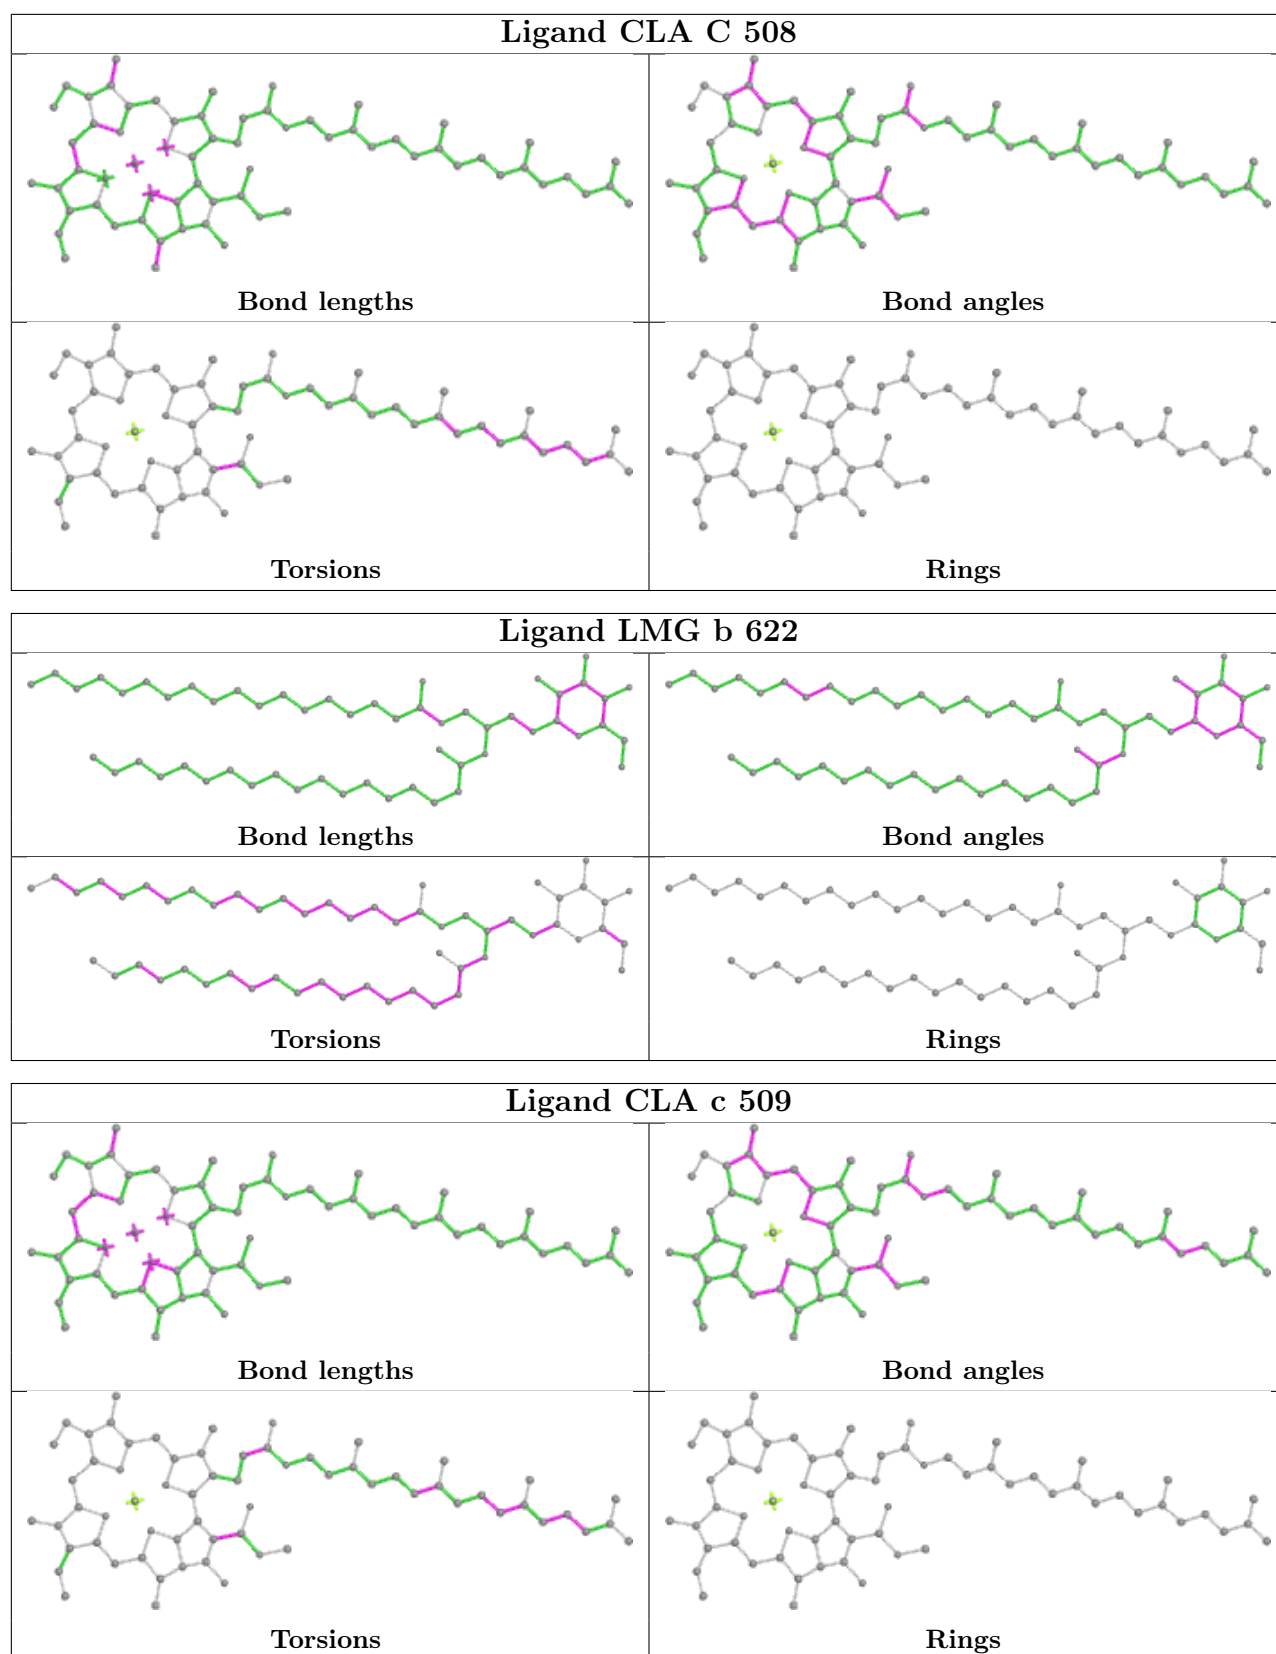 Ligand CLA C 508
Bond lengths
Bond angles
Torsions
Rings
Ligand LMG b 622
Bond lengths
Bond angles
Torsions
Rings
Ligand CLA c 509
Bond lengths
Bond angles
Torsions
Rings